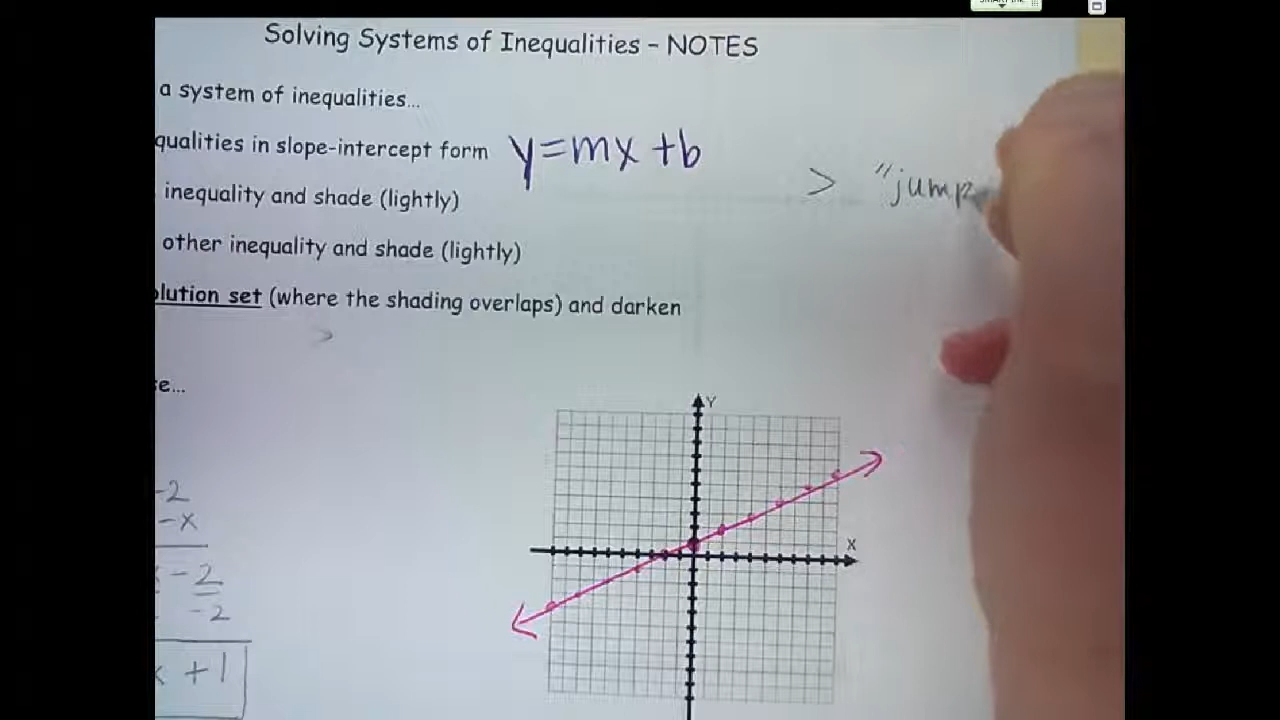 Solving Systems of Inequalities – NOTES
a system of inequalities…
qualities in slope-intercept form y=mx+b
> "jump
inequality and shade (lightly)
other inequality and shade (lightly)
lution set (where the shading overlaps) and darken
>
e…
Y
X
-2
-x
-2
-2
x +1